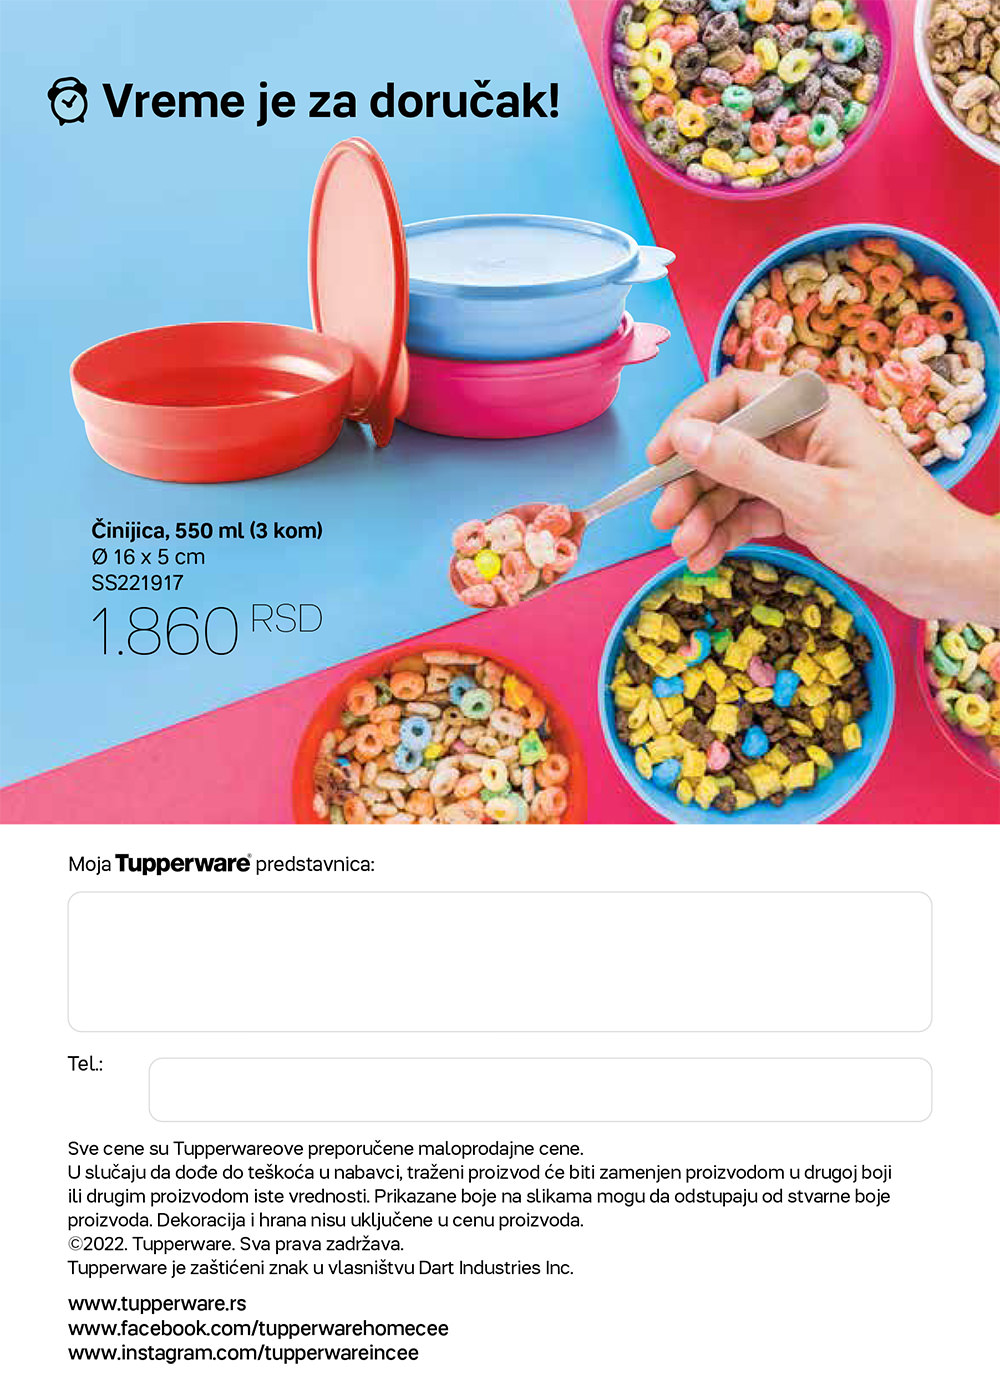 Vreme je za doručak!
Činijica, 550 ml (3 kom)
Ø 16 x 5 cm
SS221917
1.860 RSD
Moja Tupperware® predstavnica:
Tel.:
Sve cene su Tupperwareove preporučene maloprodajne cene.
U slučaju da dođe do teškoća u nabavci, traženi proizvod će biti zamenjen proizvodom u drugoj boji
ili drugim proizvodom iste vrednosti. Prikazane boje na slikama mogu da odstupaju od stvarne boje
proizvoda. Dekoracija i hrana nisu uključene u cenu proizvoda.
©2022. Tupperware. Sva prava zadržava.
Tupperware je zaštićeni znak u vlasništvu Dart Industries Inc.
www.tupperware.rs
www.facebook.com/tupperwarehomecee
www.instagram.com/tupperwareincee